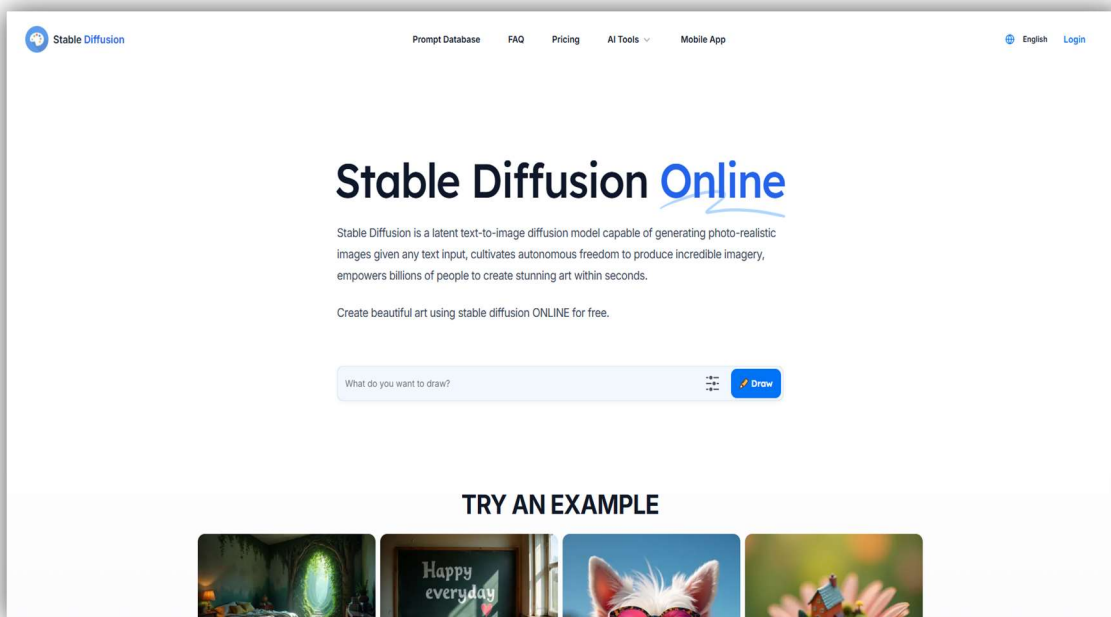 Stable Diffusion
Prompt Database
FAQ
Pricing
AI Tools
Mobile App
English
Login
Stable Diffusion Online
Stable Diffusion is a latent text-to-image diffusion model capable of generating photo-realistic
images given any text input, cultivates autonomous freedom to produce incredible imagery,
empowers billions of people to create stunning art within seconds.
Create beautiful art using stable diffusion ONLINE for free.
What do you want to draw?
Draw
TRY AN EXAMPLE
Happy
everyday